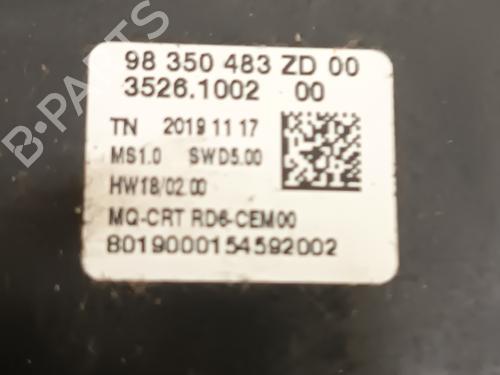 98 350 483 ZD 00
3526.1002 00
TN 2019 11 17
MS1.0 SWD5.00
HW18/02.00
MQ-CRT RD6-CEM00
8019000154592002
B-PARTS